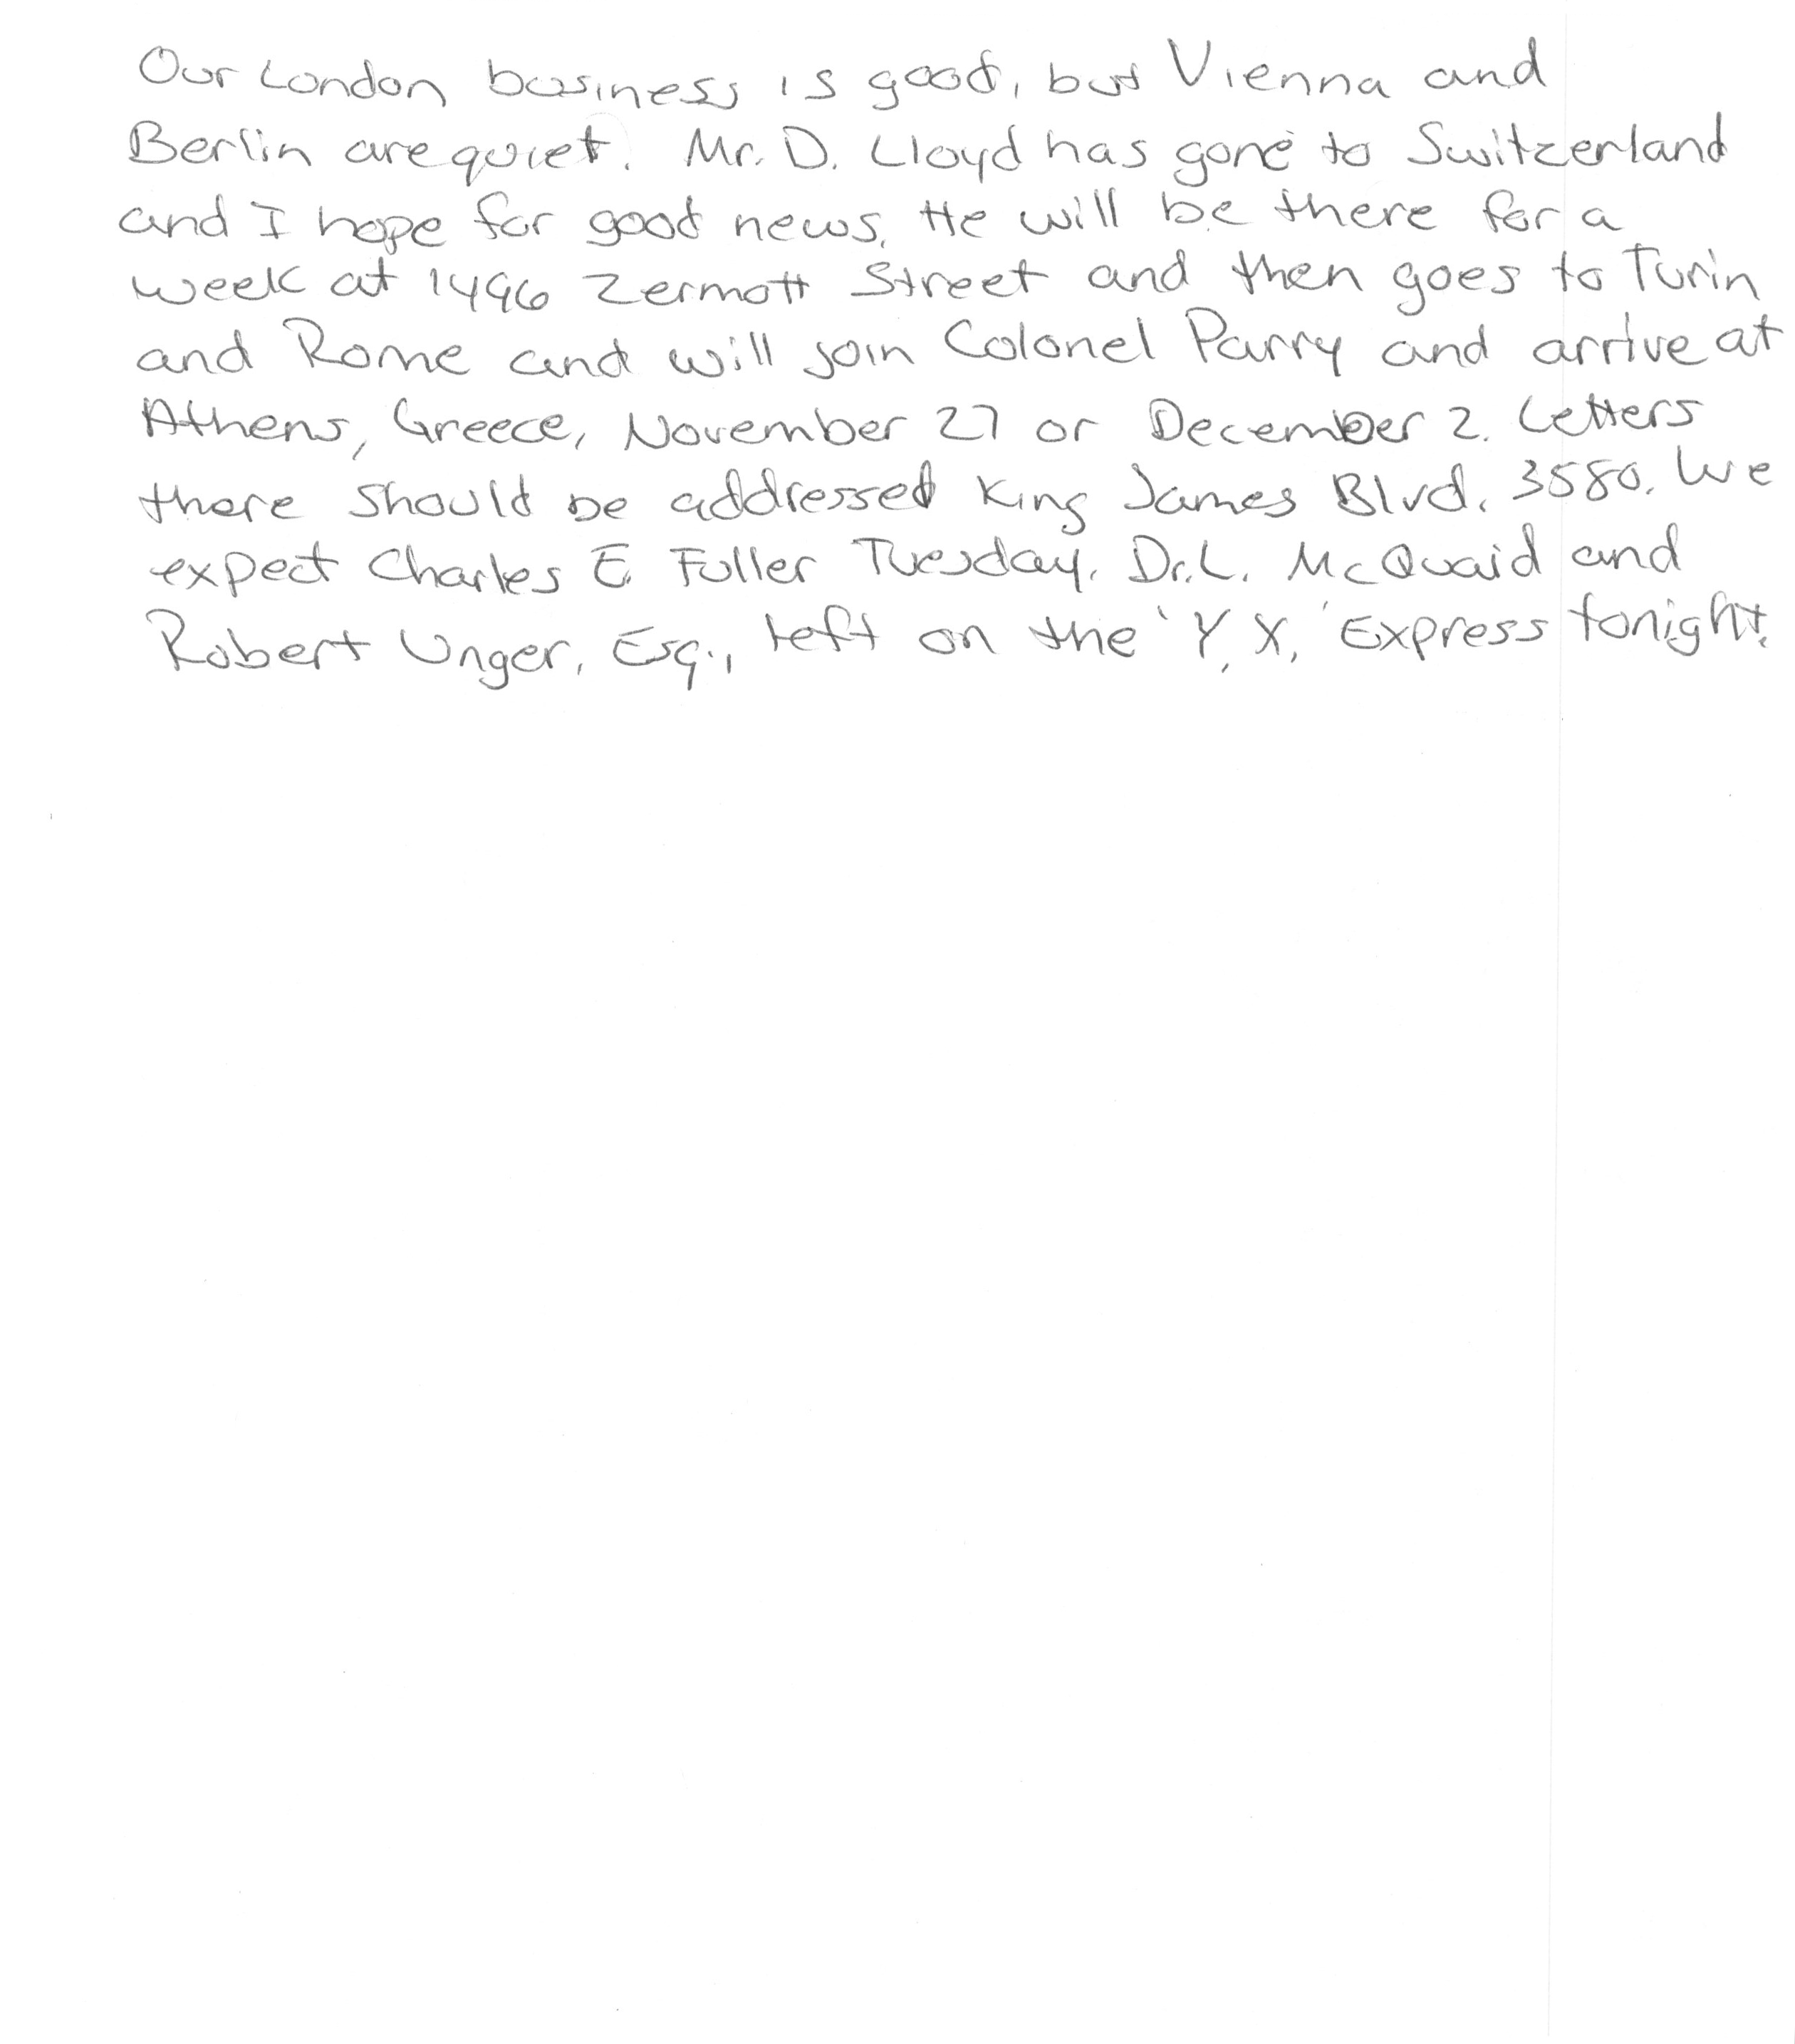 Our London business is good, but Vienna and
Berlin are quiet. Mr. D. Lloyd has gone to Switzerland
and I hope for good news. He will be there for a
week at 1496 Zermott Street and then goes to Turin
and Rome and will join Colonel Parry and arrive at
Athens, Greece, November 27 or December 2. Letters
there should be addressed King James Blvd. 3580. We
expect Charles E. Fuller Tuesday. Dr. L. McQuaid and
Robert Unger, Esq., left on the 'Y. X.' Express tonight.